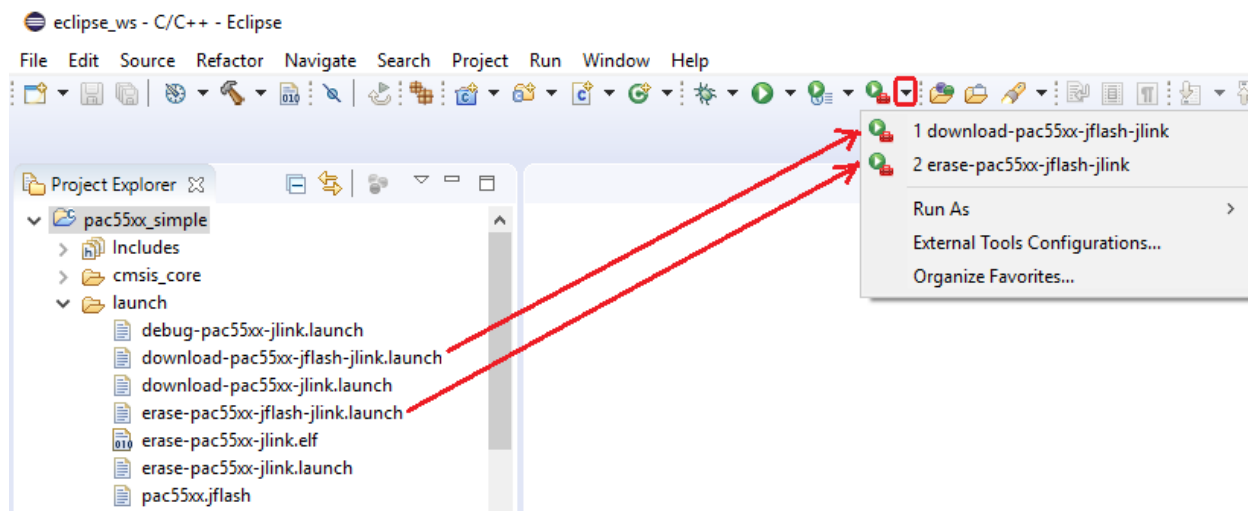 eclipse_ws - C/C++ - Eclipse
File Edit Source Refactor Navigate Search Project Run Window Help
1 download-pac55xx-jflash-jlink
2 erase-pac55xx-jflash-jlink
Run As
External Tools Configurations...
Organize Favorites...
Project Explorer
pac55xx_simple
Includes
cmsis_core
launch
debug-pac55xx-jlink.launch
download-pac55xx-jflash-jlink.launch
download-pac55xx-jlink.launch
erase-pac55xx-jflash-jlink.launch
erase-pac55xx-jlink.elf
erase-pac55xx-jlink.launch
pac55xx.jflash